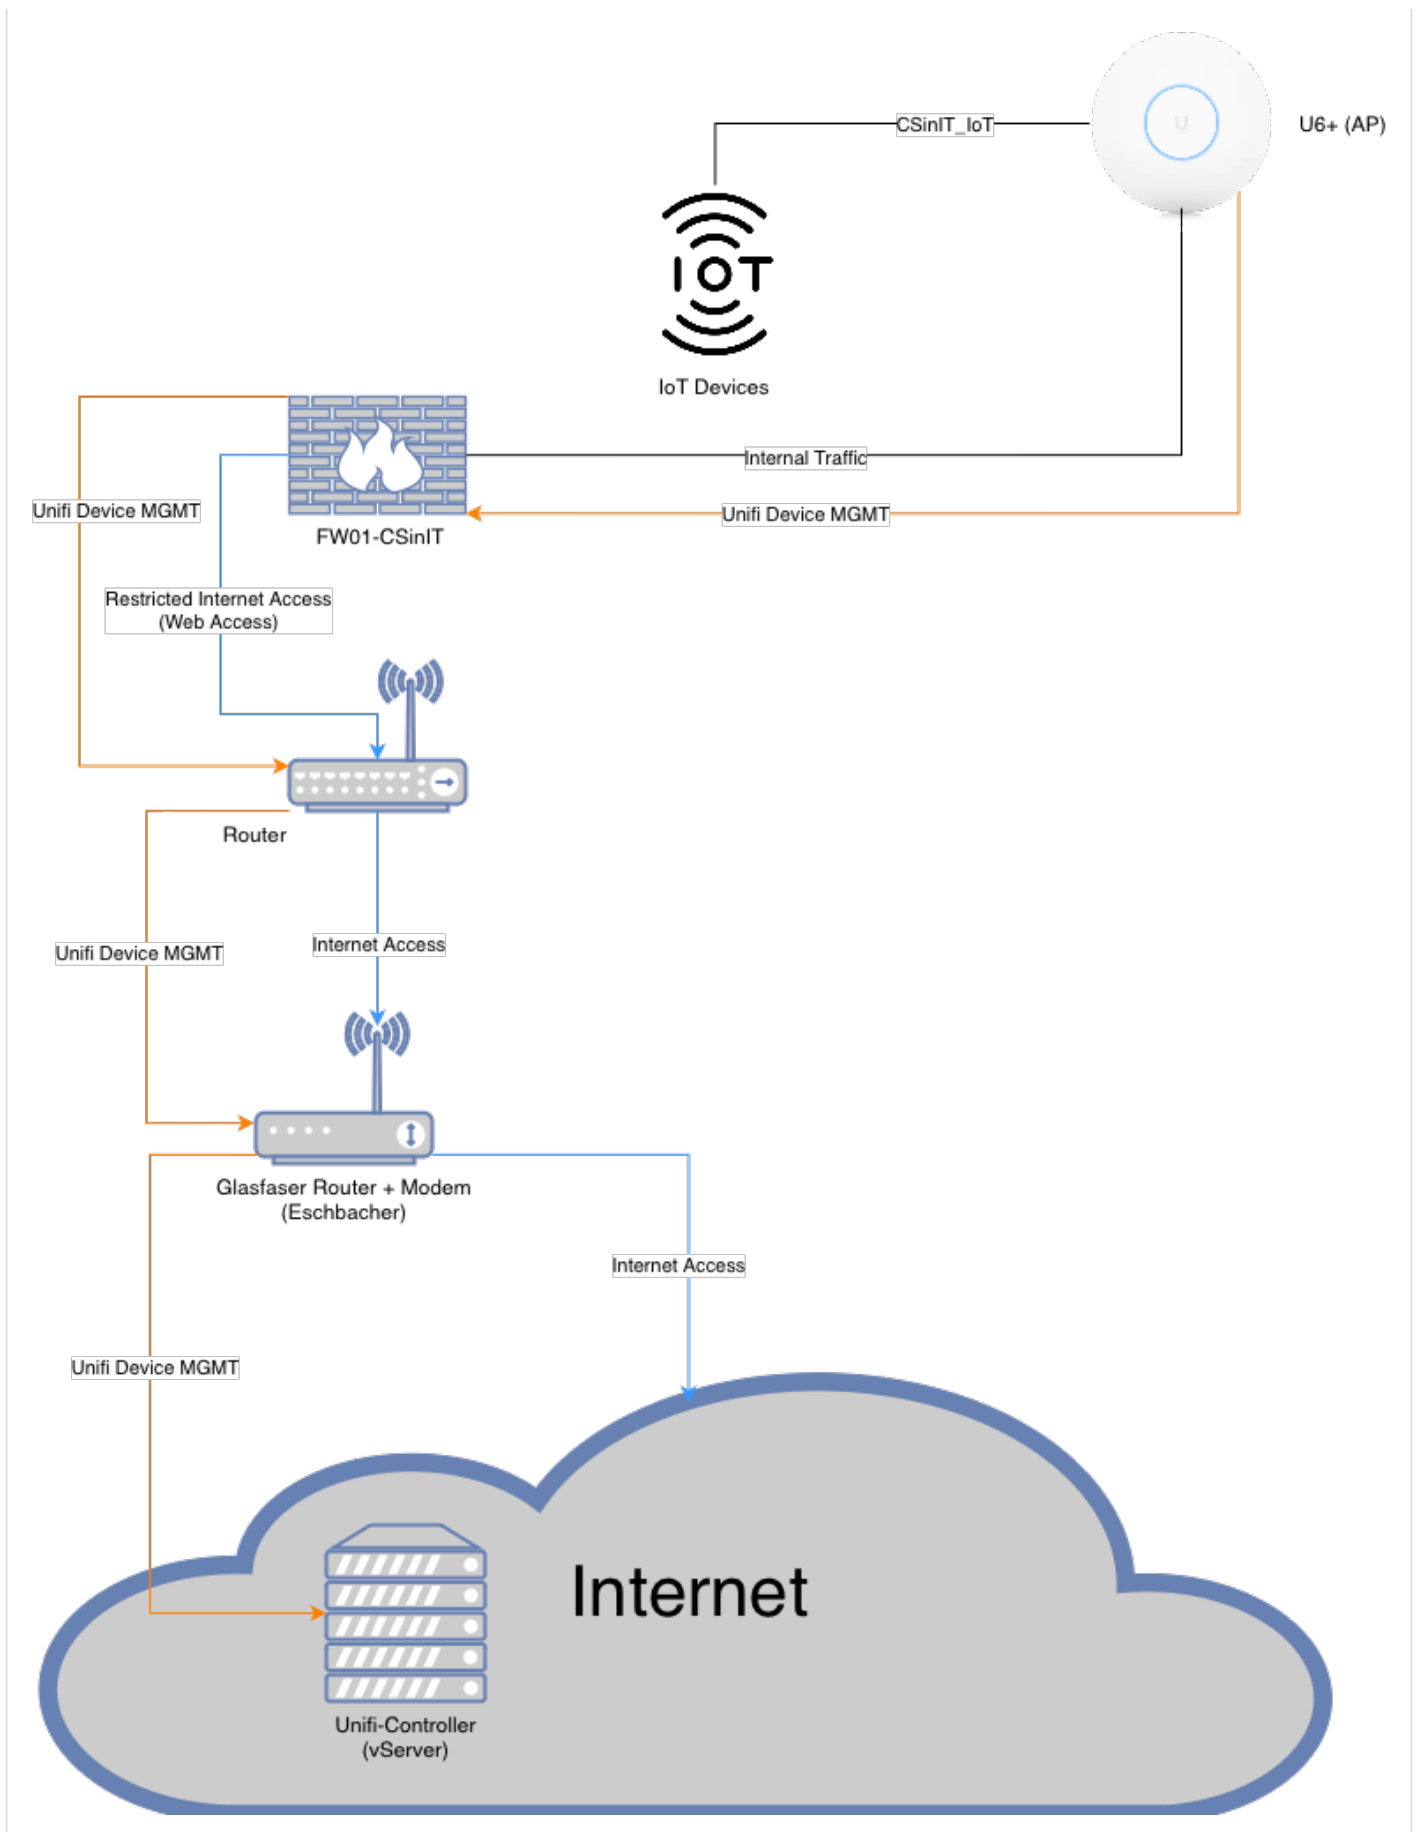 CSinIT_IoT
U6+ (AP)
IOT
IoT Devices
Internal Traffic
Unifi Device MGMT
Unifi Device MGMT
FW01-CSinIT
Restricted Internet Access
(Web Access)
Router
Internet Access
Unifi Device MGMT
Glasfaser Router + Modem
(Eschbacher)
Internet Access
Unifi Device MGMT
Internet
Unifi-Controller
(vServer)